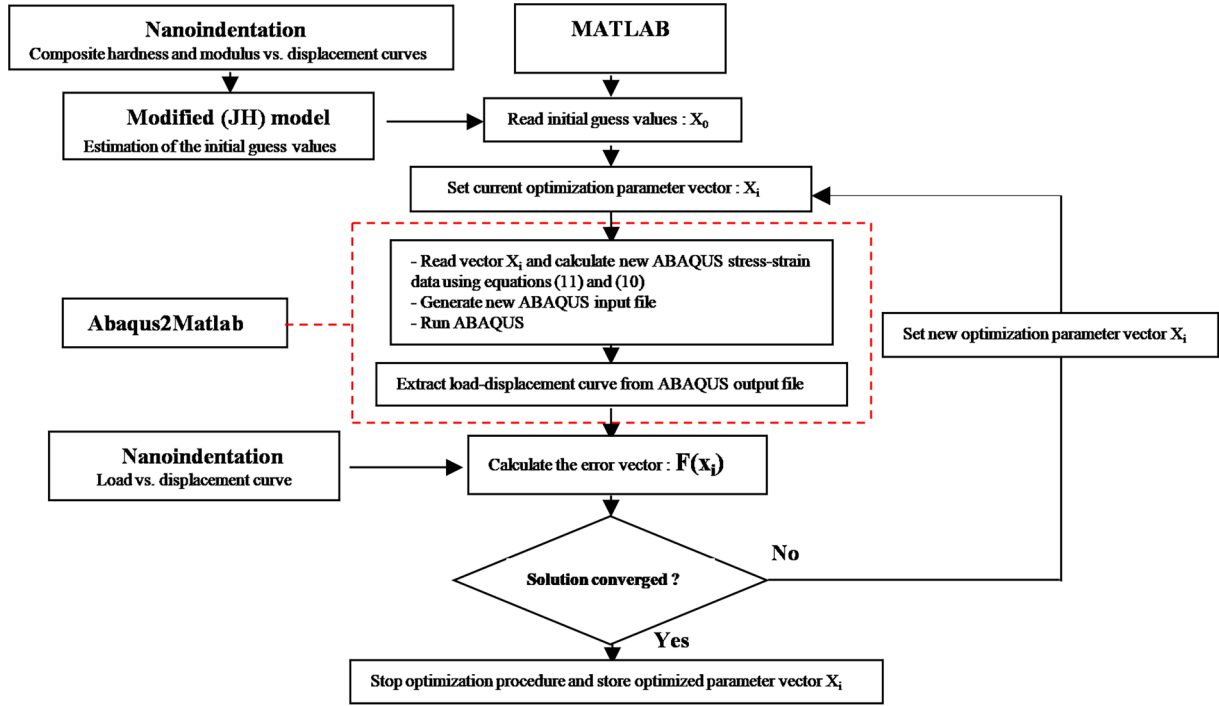 Nanoindentation
Composite hardness and modulus vs. displacement curves
MATLAB
Modified (JH) model
Estimation of the initial guess values
Read initial guess values : X₀
Set current optimization parameter vector : Xᵢ
- Read vector Xᵢ and calculate new ABAQUS stress-strain
data using equations (11) and (10)
- Generate new ABAQUS input file
- Run ABAQUS
Abaqus2Matlab
Set new optimization parameter vector Xᵢ
Extract load-displacement curve from ABAQUS output file
Nanoindentation
Load vs. displacement curve
Calculate the error vector : F(xᵢ)
No
Solution converged ?
Yes
Stop optimization procedure and store optimized parameter vector Xᵢ